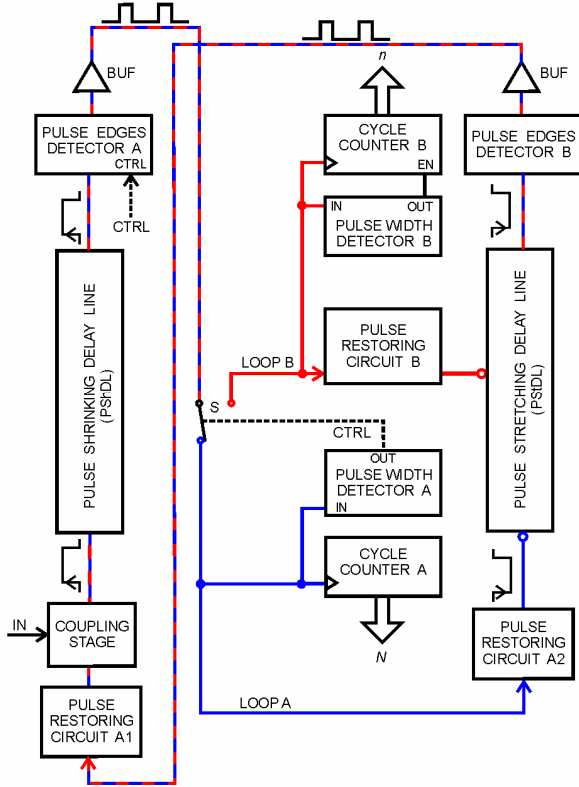 n
BUF
BUF
PULSE EDGES
DETECTOR A
CTRL
CTRL
CYCLE
COUNTER B
EN
OUT
IN
PULSE WIDTH
DETECTOR B
PULSE EDGES
DETECTOR B
PULSE SHRINKING DELAY LINE
(PShDL)
LOOP B
PULSE
RESTORING
CIRCUIT B
PULSE STRETCHING DELAY LINE
(PStDL)
S
CTRL
OUT
PULSE WIDTH
DETECTOR A
IN
CYCLE
COUNTER A
N
IN
COUPLING
STAGE
PULSE
RESTORING
CIRCUIT A1
LOOP A
PULSE
RESTORING
CIRCUIT A2